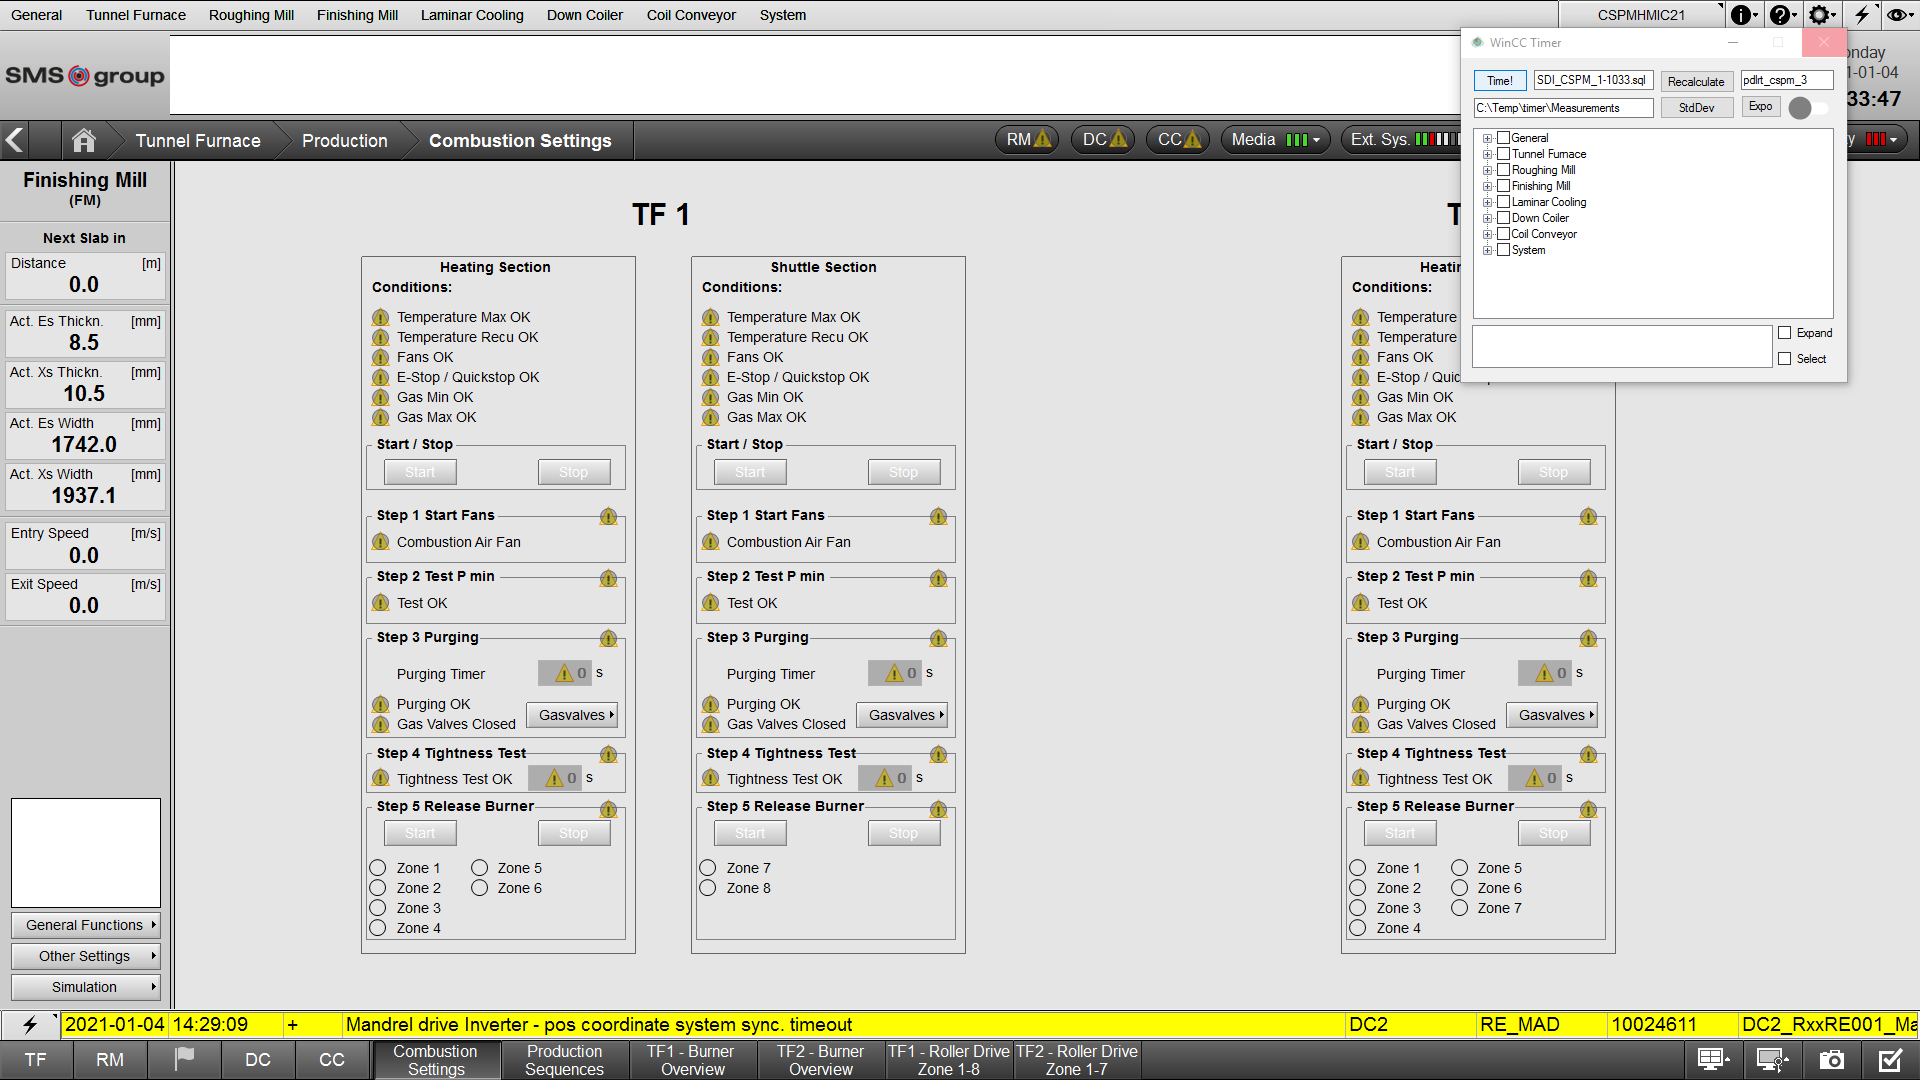 General Tunnel Furnace Roughing Mill Finishing Mill Laminar Cooling Down Coiler Coil Conveyor System CSPMHMIC21
SMS group
WinCC Timer
Time! SDI_CSPM_1-1033.sql Recalculate pdlrt_cspm_3
C:\Temp\timer\Measurements StdDev Expo
General
Tunnel Furnace
Roughing Mill
Finishing Mill
Laminar Cooling
Down Coiler
Coil Conveyor
System
Expand
Select
nday
1-01-04
33:47
Tunnel Furnace Production Combustion Settings RM DC CC Media Ext. Sys. y
Finishing Mill
(FM)
Next Slab in
Distance [m]
0.0
Act. Es Thickn. [mm]
8.5
Act. Xs Thickn. [mm]
10.5
Act. Es Width [mm]
1742.0
Act. Xs Width [mm]
1937.1
Entry Speed [m/s]
0.0
Exit Speed [m/s]
0.0
General Functions
Other Settings
Simulation
TF 1
Heating Section
Conditions:
Temperature Max OK
Temperature Recu OK
Fans OK
E-Stop / Quickstop OK
Gas Min OK
Gas Max OK
Start / Stop
Start Stop
Step 1 Start Fans
Combustion Air Fan
Step 2 Test P min
Test OK
Step 3 Purging
Purging Timer 0 s
Purging OK
Gas Valves Closed Gasvalves
Step 4 Tightness Test
Tightness Test OK 0 s
Step 5 Release Burner
Start Stop
Zone 1 Zone 5
Zone 2 Zone 6
Zone 3
Zone 4
Shuttle Section
Conditions:
Temperature Max OK
Temperature Recu OK
Fans OK
E-Stop / Quickstop OK
Gas Min OK
Gas Max OK
Start / Stop
Start Stop
Step 1 Start Fans
Combustion Air Fan
Step 2 Test P min
Test OK
Step 3 Purging
Purging Timer 0 s
Purging OK
Gas Valves Closed Gasvalves
Step 4 Tightness Test
Tightness Test OK 0 s
Step 5 Release Burner
Start Stop
Zone 7
Zone 8
T
Heatin
Conditions:
Temperature
Temperature
Fans OK
E-Stop / Quic
Gas Min OK
Gas Max OK
Start / Stop
Start Stop
Step 1 Start Fans
Combustion Air Fan
Step 2 Test P min
Test OK
Step 3 Purging
Purging Timer 0 s
Purging OK
Gas Valves Closed Gasvalves
Step 4 Tightness Test
Tightness Test OK 0 s
Step 5 Release Burner
Start Stop
Zone 1 Zone 5
Zone 2 Zone 6
Zone 3 Zone 7
Zone 4
2021-01-04 14:29:09 + Mandrel drive Inverter - pos coordinate system sync. timeout DC2 RE_MAD 10024611 DC2_RxxRE001_Ma
TF RM DC CC
Combustion Settings
Production Sequences
TF1 - Burner Overview
TF2 - Burner Overview
TF1 - Roller Drive Zone 1-8
TF2 - Roller Drive Zone 1-7